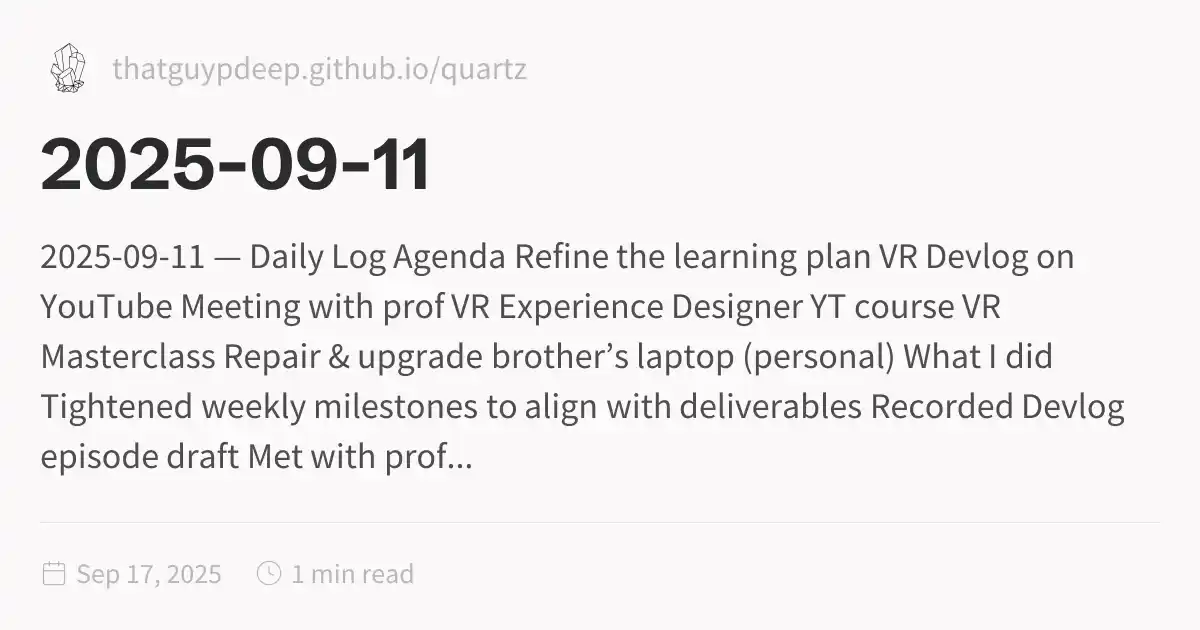 thatguypdeep.github.io/quartz
2025-09-11
2025-09-11 — Daily Log Agenda Refine the learning plan VR Devlog on
YouTube Meeting with prof VR Experience Designer YT course VR
Masterclass Repair & upgrade brother’s laptop (personal) What I did
Tightened weekly milestones to align with deliverables Recorded Devlog
episode draft Met with prof...
Sep 17, 2025 1 min read